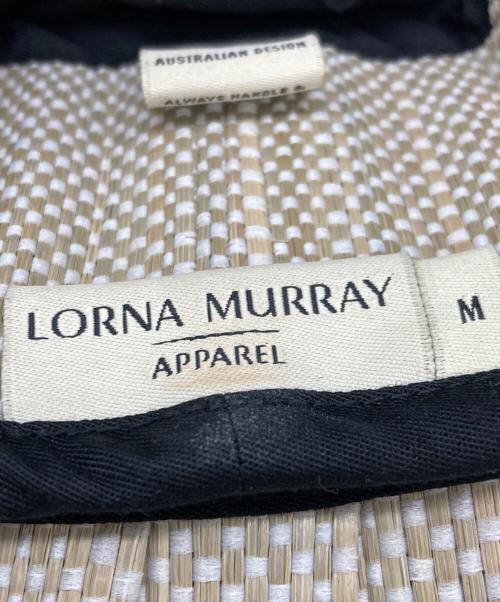 AUSTRALIAN DESIGN
ALWAYS HANDLE &
LORNA MURRAY
APPAREL
M